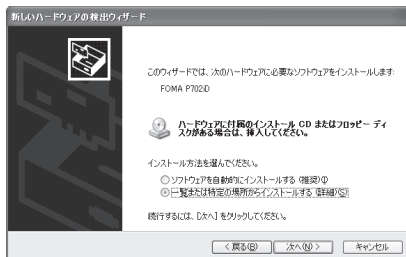 新しいハードウェアの検出ウィザード
このウィザードでは、次のハードウェアに必要なソフトウェアをインストールします:
FOMA P702iD
ハードウェアに付属のインストール CD またはフロッピー ディ
スクがある場合は、挿入してください。
インストール方法を選んでください。
ソフトウェアを自動的にインストールする (推奨)(I)
一覧または特定の場所からインストールする (詳細)(S)
続行するには、[次へ] をクリックしてください。
< 戻る(B)
次へ(N) >
キャンセル